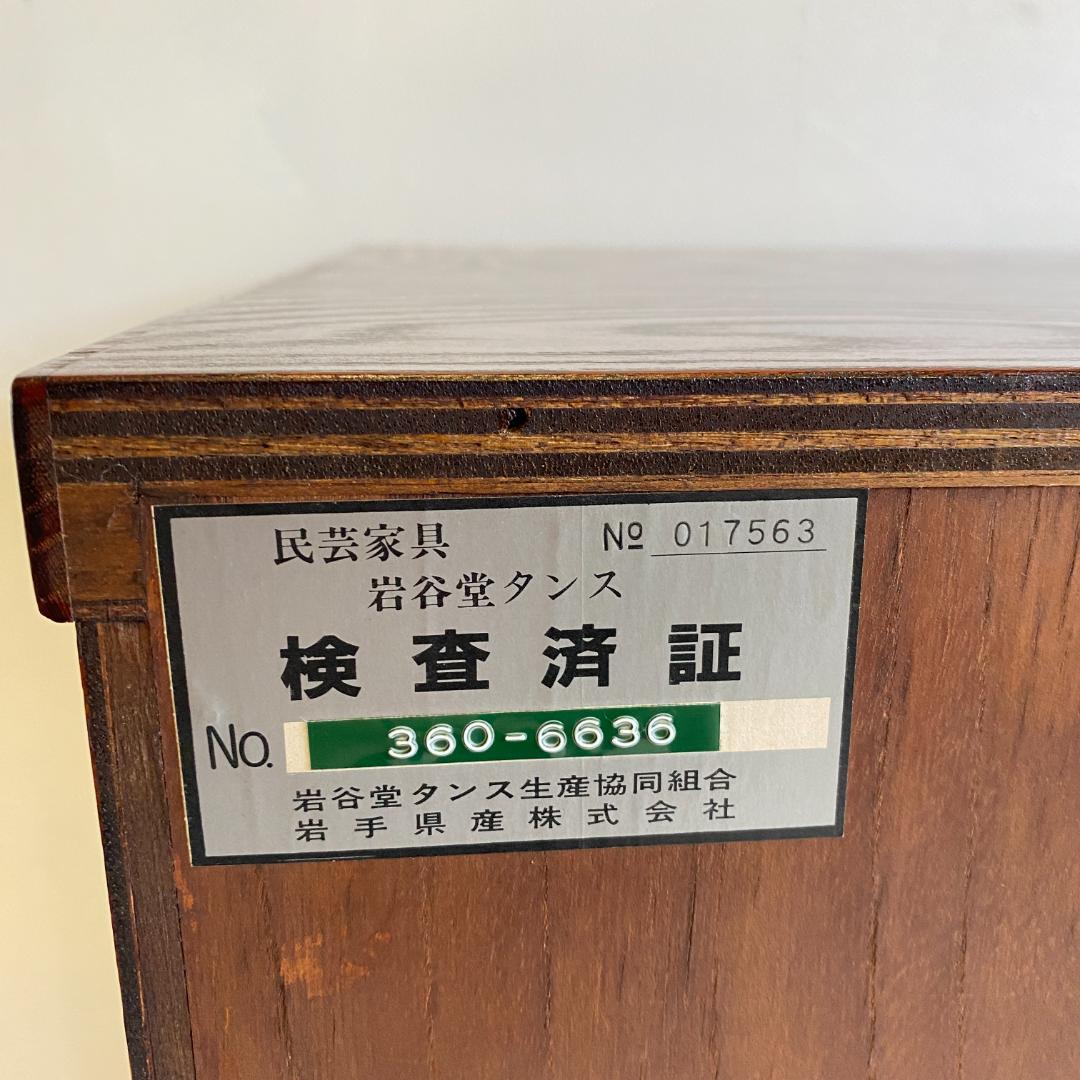 民芸家具 № 017563
岩谷堂タンス
検査済証
No. 360-6636
岩谷堂タンス生産協同組合
岩手県産株式会社